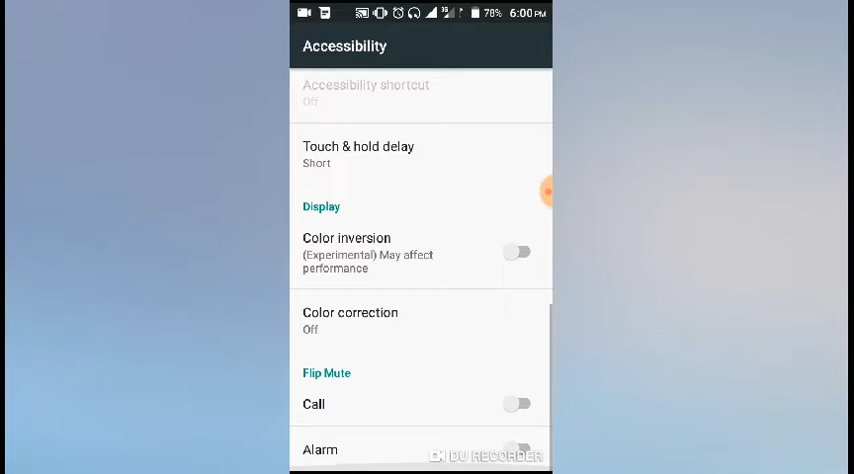 3G 78% 6:00 PM
Accessibility
Accessibility shortcut
Off
Touch & hold delay
Short
Display
Color inversion
(Experimental) May affect
performance
Color correction
Off
Flip Mute
Call
Alarm
DU RECORDER